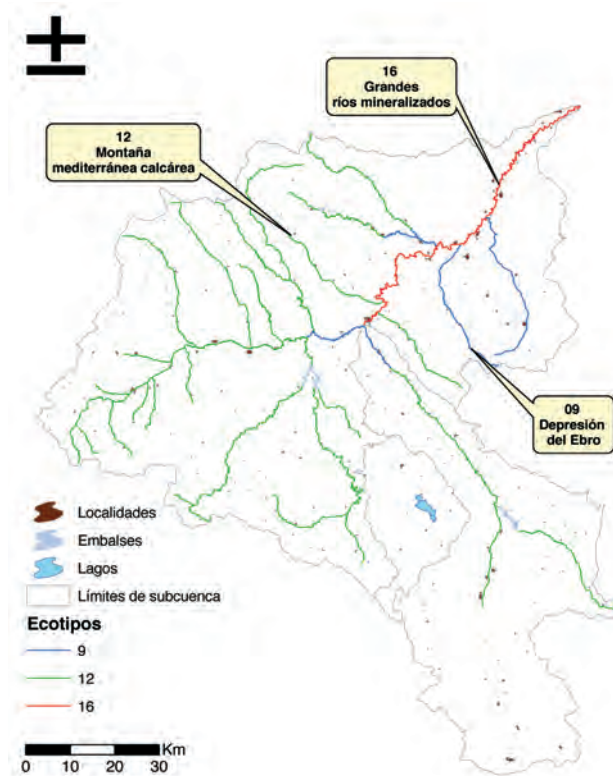 16
Grandes
ríos mineralizados
12
Montaña
mediterránea calcárea
09
Depresión
del Ebro
Localidades
Embalses
Lagos
Límites de subcuenca
Ecotipos
9
12
16
Km
0 10 20 30